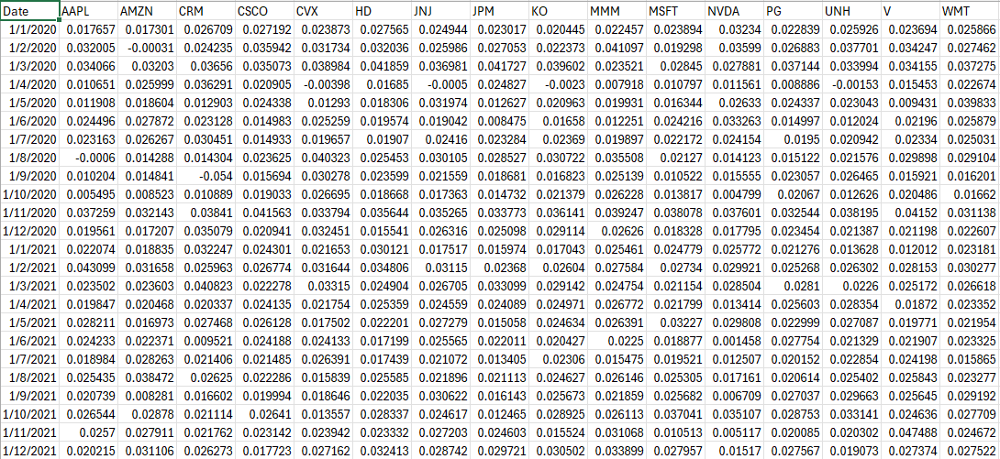 Date AAPL AMZN CRM CSCO CVX HD JNJ JPM KO MMM MSFT NVDA PG UNH V WMT
1/1/2020 0.017657 0.017301 0.026709 0.027192 0.023873 0.027565 0.024944 0.023017 0.020445 0.022457 0.023894 0.03234 0.022839 0.025926 0.023694 0.025866
1/2/2020 0.032005 -0.00031 0.024235 0.035942 0.031734 0.032036 0.025986 0.027053 0.022373 0.041097 0.019298 0.03599 0.026883 0.037701 0.034247 0.027462
1/3/2020 0.034066 0.03203 0.03656 0.035073 0.038984 0.041859 0.036981 0.041727 0.039602 0.023521 0.02845 0.027881 0.037144 0.033994 0.034155 0.037275
1/4/2020 0.010651 0.025999 0.036291 0.020905 -0.00398 0.01685 -0.0005 0.024827 -0.0023 0.007918 0.010797 0.011561 0.008886 -0.00153 0.015453 0.022674
1/5/2020 0.011908 0.018604 0.012903 0.024338 0.01293 0.018306 0.031974 0.012627 0.020963 0.019931 0.016344 0.02633 0.024337 0.023043 0.009431 0.039833
1/6/2020 0.024496 0.027872 0.023128 0.014983 0.025259 0.019574 0.019042 0.008475 0.01658 0.012251 0.024216 0.033263 0.014997 0.012024 0.02196 0.025879
1/7/2020 0.023163 0.026267 0.030451 0.014933 0.019657 0.01907 0.02416 0.023284 0.02369 0.019897 0.022172 0.024154 0.0195 0.020942 0.02334 0.025031
1/8/2020 -0.0006 0.014288 0.014304 0.023625 0.040323 0.025453 0.030105 0.028527 0.030722 0.035508 0.02127 0.014123 0.015122 0.021576 0.029898 0.029104
1/9/2020 0.010204 0.014841 -0.054 0.015694 0.030278 0.023599 0.021559 0.018681 0.016823 0.025139 0.010522 0.015555 0.023057 0.026465 0.015921 0.016201
1/10/2020 0.005495 0.008523 0.010889 0.019033 0.026695 0.018668 0.017363 0.014732 0.021379 0.026228 0.013817 0.004799 0.02067 0.012626 0.020486 0.01662
1/11/2020 0.037259 0.032143 0.03841 0.041563 0.033794 0.035644 0.035265 0.033773 0.036141 0.039247 0.038078 0.037601 0.032544 0.038195 0.04152 0.031138
1/12/2020 0.019561 0.017207 0.035079 0.020941 0.032451 0.015541 0.026316 0.025098 0.029114 0.02626 0.018328 0.017795 0.023454 0.021387 0.021198 0.022607
1/1/2021 0.022074 0.018835 0.032247 0.024301 0.021653 0.030121 0.017517 0.015974 0.017043 0.025461 0.024779 0.025772 0.021276 0.013628 0.012012 0.023181
1/2/2021 0.043099 0.031658 0.025963 0.026774 0.031644 0.034806 0.03115 0.02368 0.02604 0.027584 0.02734 0.029921 0.025268 0.026302 0.028153 0.030277
1/3/2021 0.023502 0.023603 0.040823 0.022278 0.03315 0.024904 0.026705 0.033099 0.029142 0.024754 0.021154 0.028504 0.0281 0.0226 0.025172 0.026618
1/4/2021 0.019847 0.020468 0.020337 0.024135 0.021754 0.025359 0.024559 0.024089 0.024971 0.026772 0.021799 0.013414 0.025603 0.028354 0.01872 0.023352
1/5/2021 0.028211 0.016973 0.027468 0.026128 0.017502 0.022201 0.027279 0.015058 0.024634 0.026391 0.03227 0.029808 0.022999 0.027087 0.019771 0.021954
1/6/2021 0.024233 0.022371 0.009521 0.024188 0.024133 0.017199 0.025565 0.022011 0.020427 0.0225 0.018877 0.001458 0.027754 0.021329 0.021907 0.023325
1/7/2021 0.018984 0.028263 0.021406 0.021485 0.026391 0.017439 0.021072 0.013405 0.02306 0.015475 0.019521 0.012507 0.020152 0.022854 0.024198 0.015865
1/8/2021 0.025435 0.038472 0.02625 0.022286 0.015839 0.025585 0.021896 0.021113 0.024627 0.026146 0.025305 0.017161 0.020614 0.025402 0.025843 0.023277
1/9/2021 0.020739 0.008281 0.016602 0.019994 0.018646 0.022035 0.030622 0.016143 0.025673 0.021859 0.025682 0.006709 0.027037 0.029663 0.025645 0.029192
1/10/2021 0.026544 0.02878 0.021114 0.02641 0.013557 0.028337 0.024617 0.012465 0.028925 0.026113 0.037041 0.035107 0.028753 0.033141 0.024636 0.027709
1/11/2021 0.0257 0.027911 0.021762 0.023142 0.023942 0.023332 0.027203 0.024603 0.015524 0.031068 0.010513 0.005117 0.020085 0.020302 0.047488 0.024672
1/12/2021 0.020215 0.031106 0.026273 0.017723 0.027162 0.032413 0.028742 0.029721 0.030502 0.033899 0.027957 0.01517 0.027567 0.019073 0.027374 0.027522